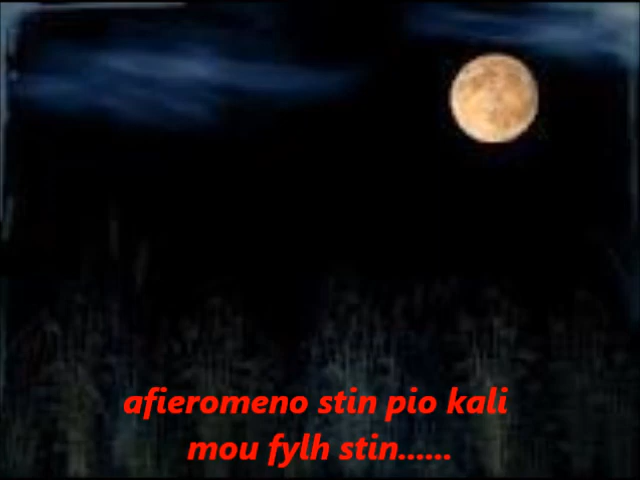 afieromeno stin pio kali
mou fylh stin......